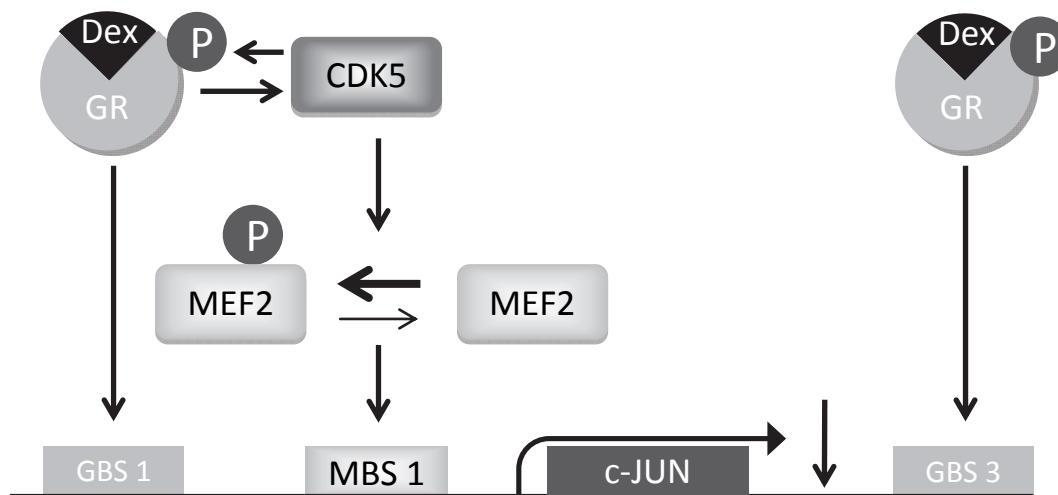 Dex
P
GR
CDK5
Dex
P
GR
P
MEF2
MEF2
GBS 1
MBS 1
c-JUN
GBS 3